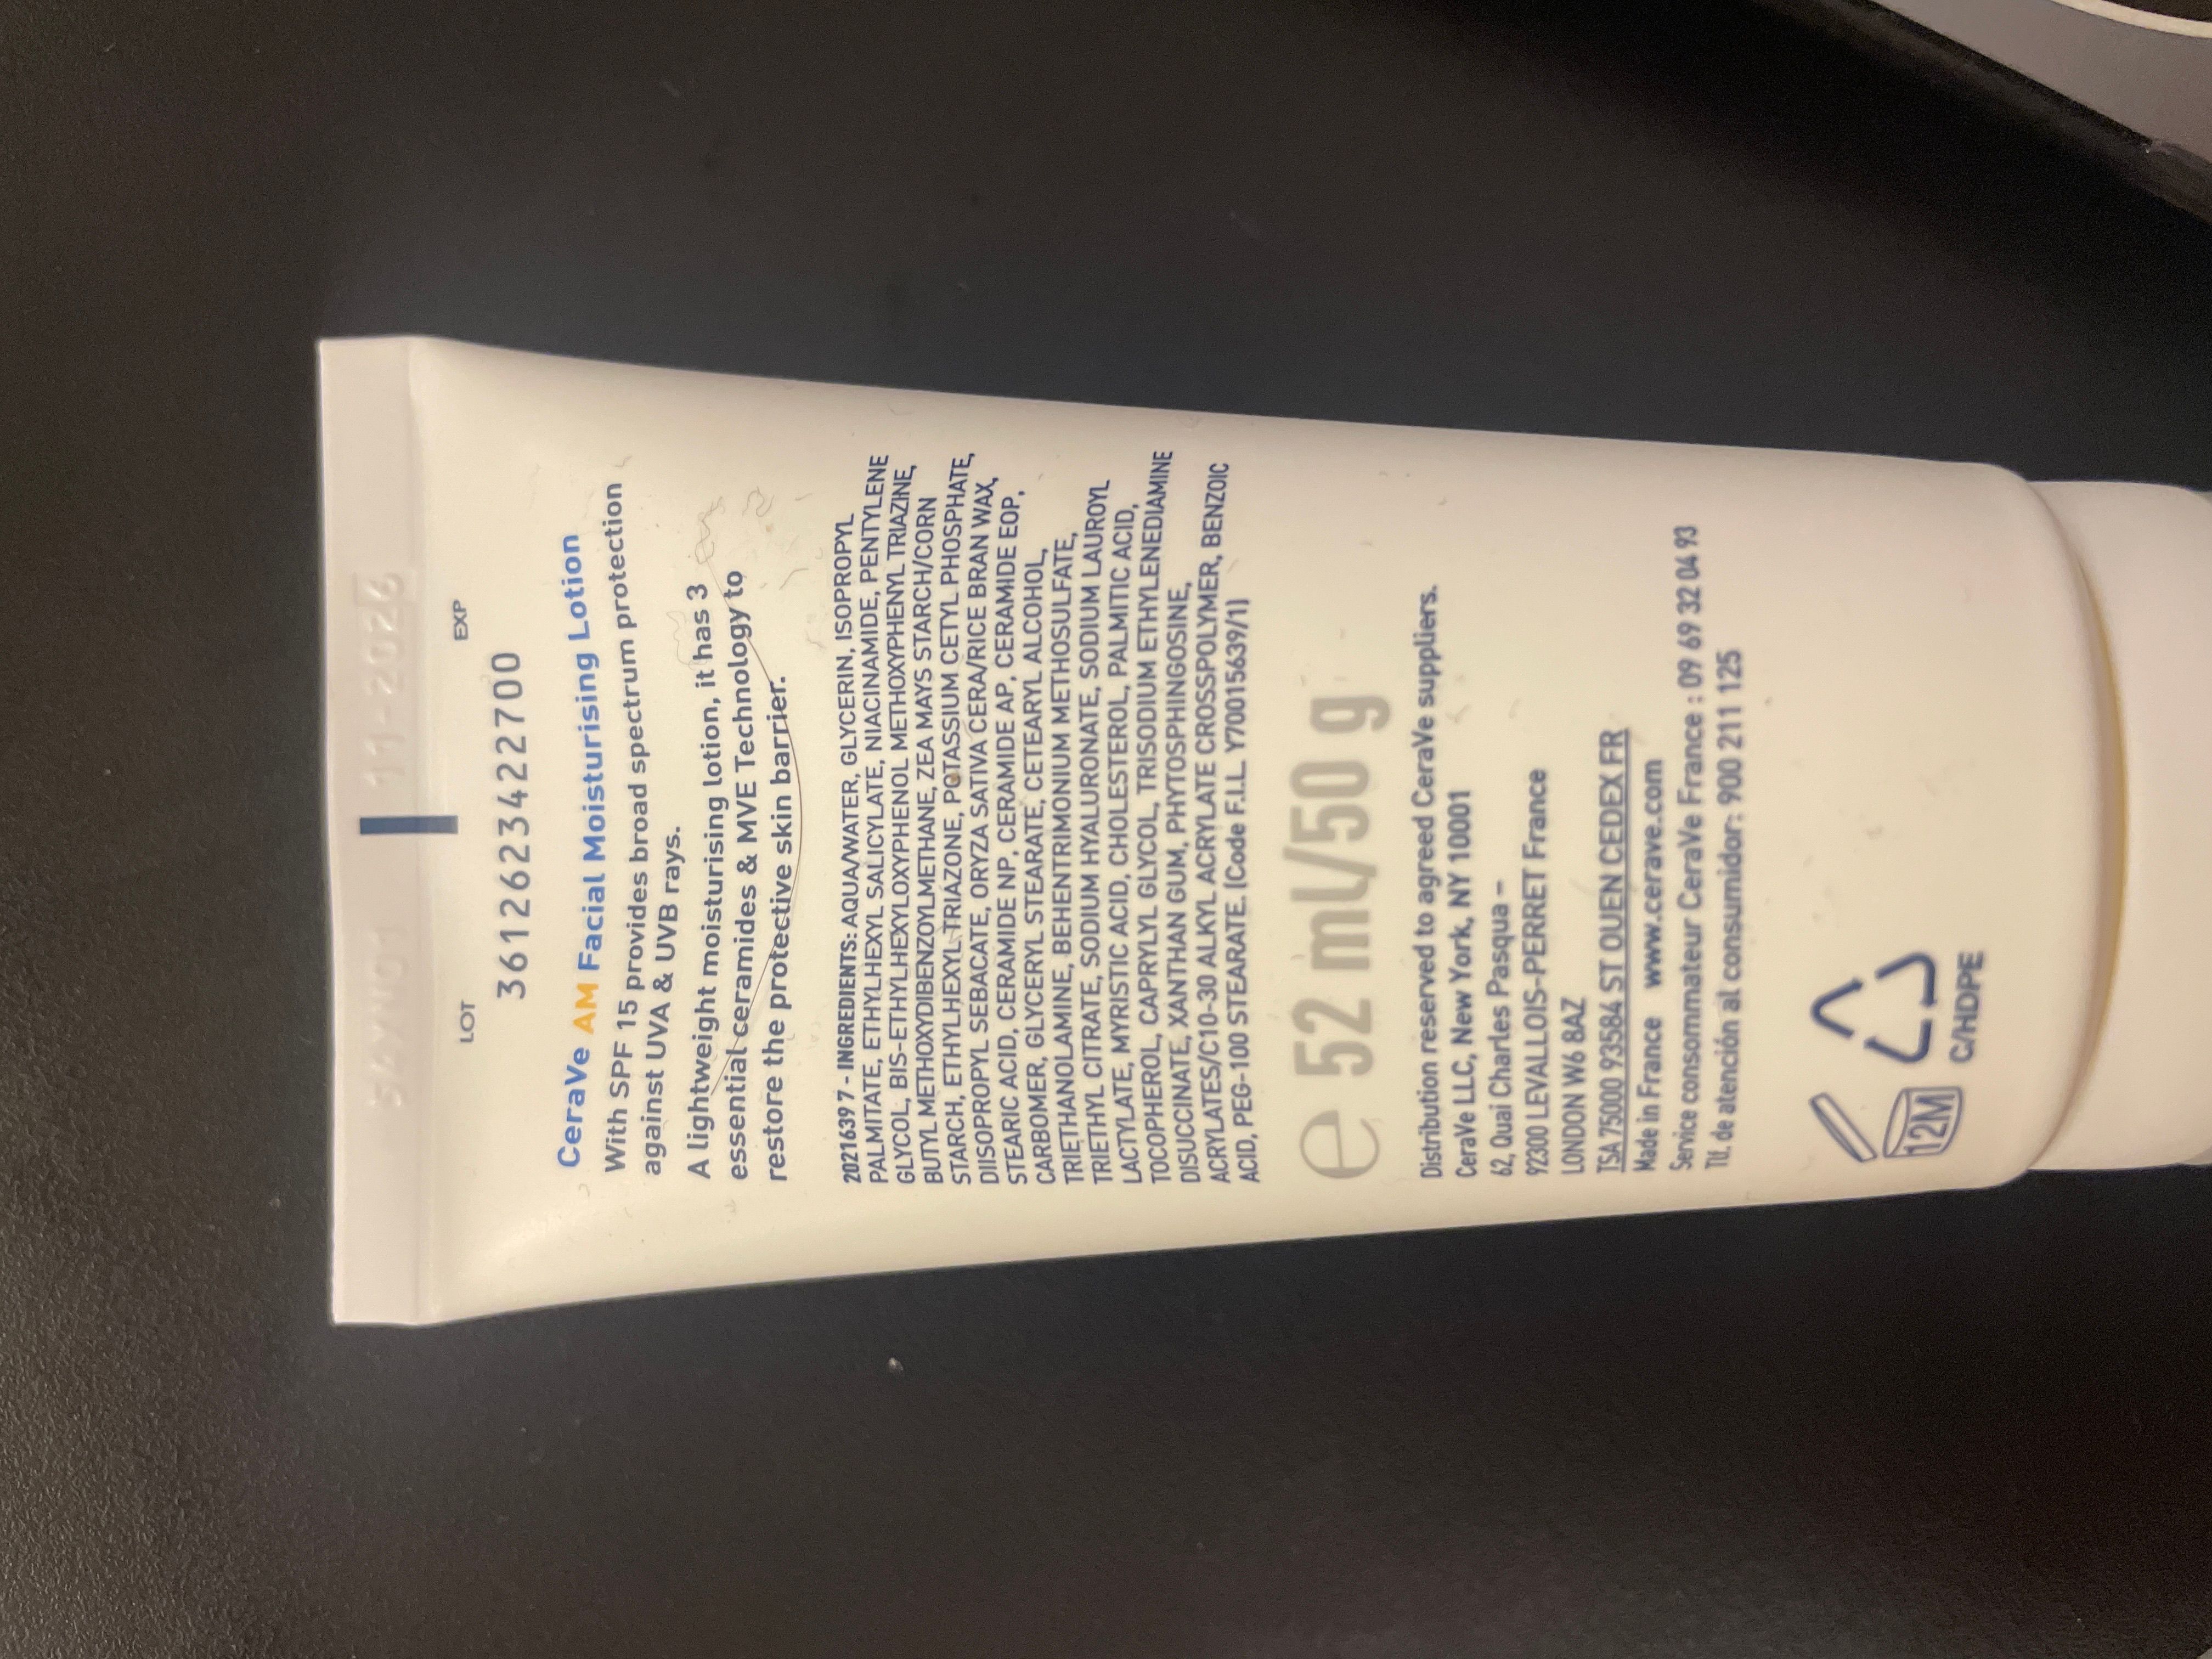 11-2026
LOT EXP
3612623422700
CeraVe AM Facial Moisturising Lotion
With SPF 15 provides broad spectrum protection
against UVA & UVB rays.
A lightweight moisturising lotion, it has 3
essential ceramides & MVE Technology to
restore the protective skin barrier.
2021639 7 - INGREDIENTS: AQUA/WATER, GLYCERIN, ISOPROPYL
PALMITATE, ETHYLHEXYL SALICYLATE, NIACINAMIDE, PENTYLENE
GLYCOL, BIS-ETHYLHEXYLOXYPHENOL METHOXYPHENYL TRIAZINE,
BUTYL METHOXYDIBENZOYLMETHANE, ZEA MAYS STARCH/CORN
STARCH, ETHYLHEXYL TRIAZONE, POTASSIUM CETYL PHOSPHATE,
DIISOPROPYL SEBACATE, ORYZA SATIVA CERA/RICE BRAN WAX,
STEARIC ACID, CERAMIDE NP, CERAMIDE AP, CERAMIDE EOP,
CARBOMER, GLYCERYL STEARATE, CETEARYL ALCOHOL,
TRIETHANOLAMINE, BEHENTRIMONIUM METHOSULFATE,
TRIETHYL CITRATE, SODIUM HYALURONATE, SODIUM LAUROYL
LACTYLATE, MYRISTIC ACID, CHOLESTEROL, PALMITIC ACID,
TOCOPHEROL, CAPRYLYL GLYCOL, TRISODIUM ETHYLENEDIAMINE
DISUCCINATE, XANTHAN GUM, PHYTOSPHINGOSINE,
ACRYLATES/C10-30 ALKYL ACRYLATE CROSSPOLYMER, BENZOIC
ACID, PEG-100 STEARATE. (Code F.I.L. Y70015639/1)
e 52 ml/50 g
Distribution reserved to agreed CeraVe suppliers.
CeraVe LLC, New York, NY 10001
62, Quai Charles Pasqua -
92300 LEVALLOIS-PERRET France
LONDON W6 8AZ
TSA 75000 93584 ST OUEN CEDEX FR
Made in France www.cerave.com
Service consommateur CeraVe France : 09 69 32 04 93
Tlf. de atención al consumidor: 900 211 125
12M
C/HDPE